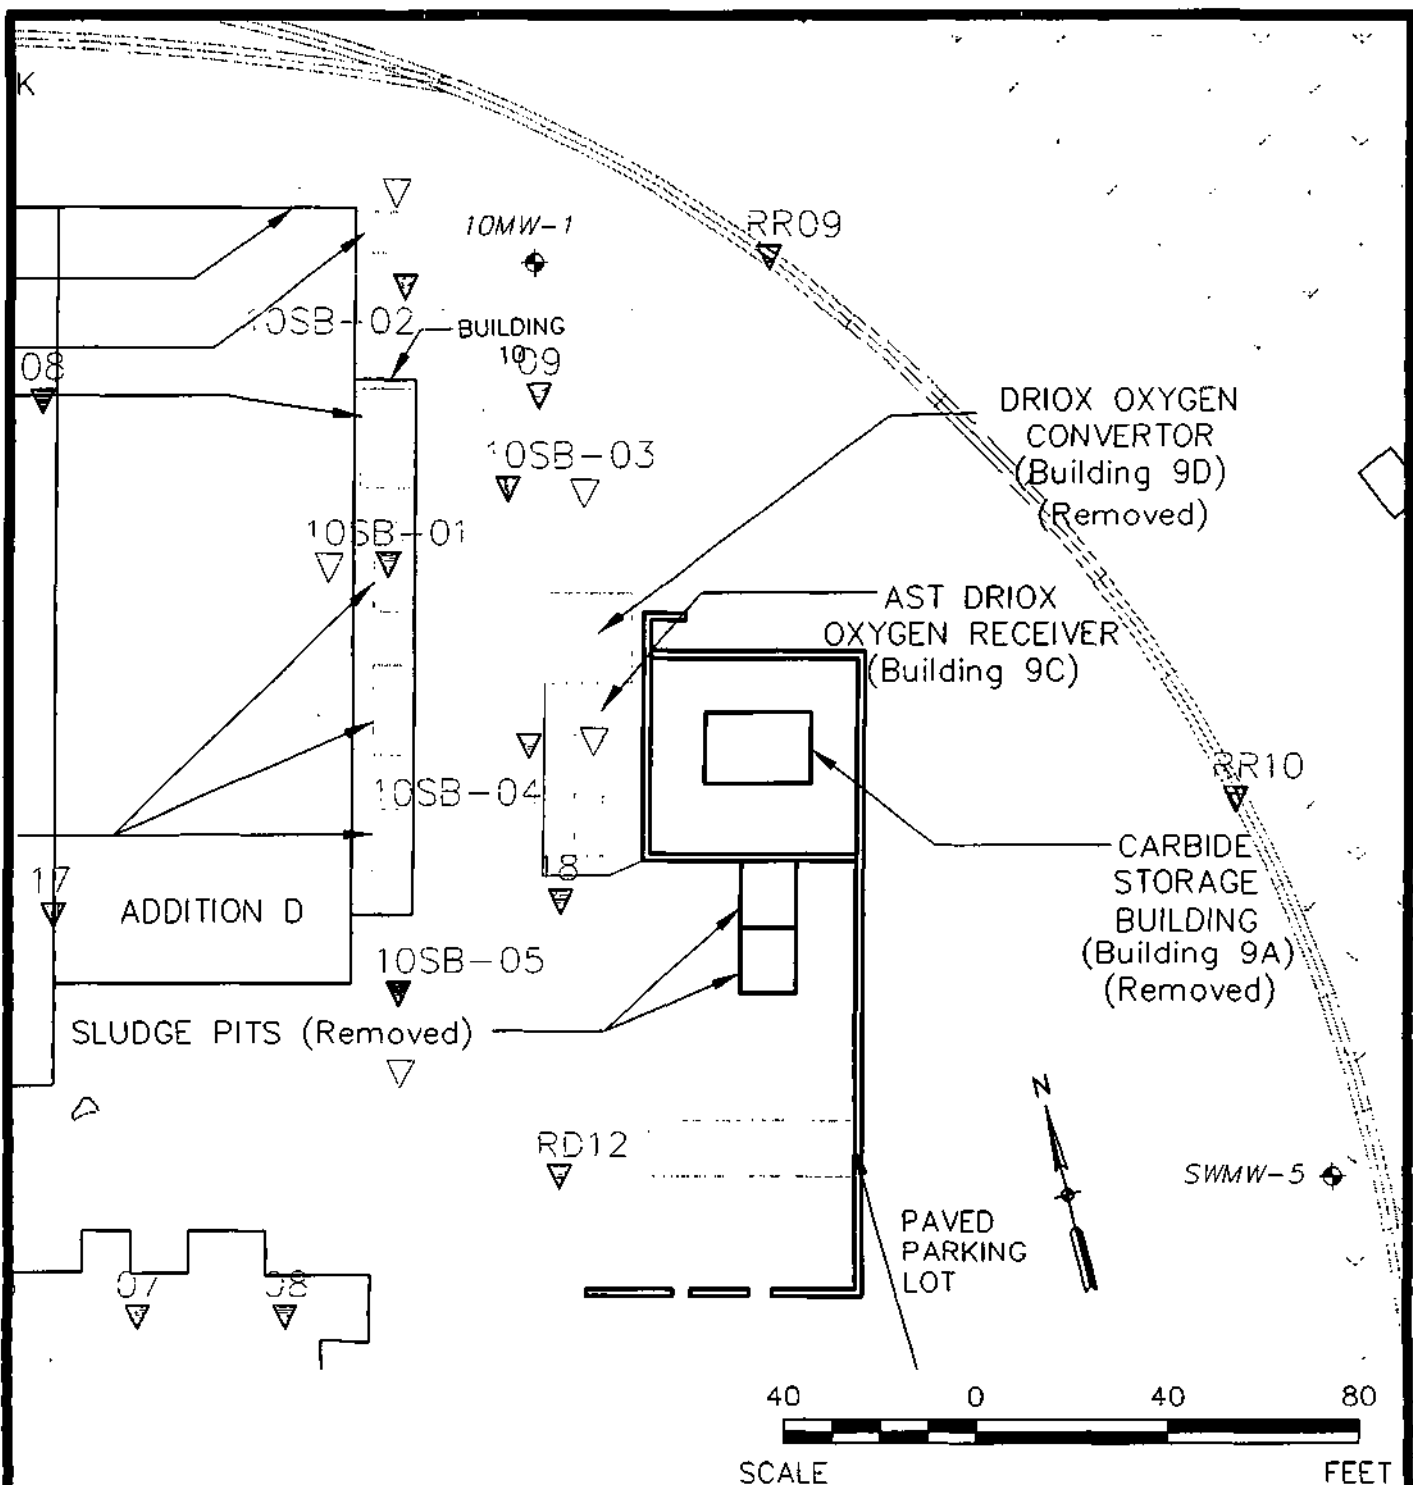 K
10MW-1
RR09
10SB-02
BUILDING
10
08
09
DRIOX OXYGEN
CONVERTOR
(Building 9D)
(Removed)
10SB-03
10SB-01
AST DRIOX
OXYGEN RECEIVER
(Building 9C)
RR10
10SB-04
CARBIDE
STORAGE
BUILDING
(Building 9A)
(Removed)
17
18
ADDITION D
10SB-05
SLUDGE PITS (Removed)
N
RD12
SWMW-5
PAVED
PARKING
LOT
07
08
40 0 40 80
SCALE FEET